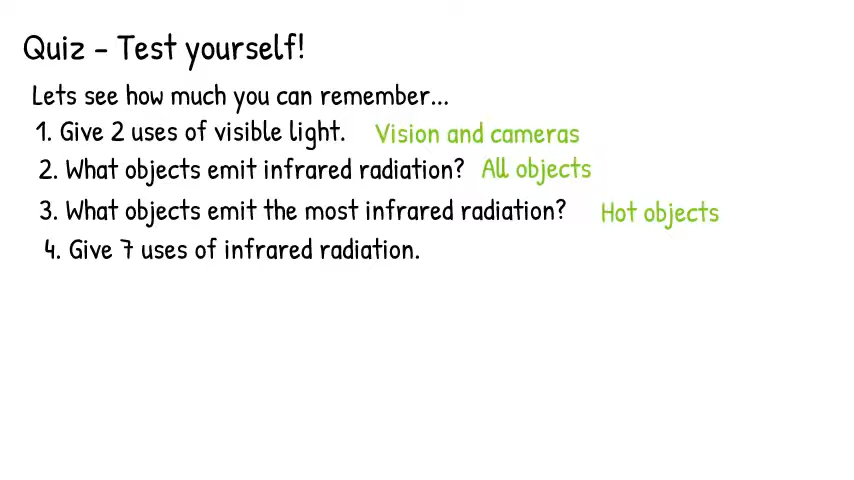 Quiz - Test yourself!
Lets see how much you can remember...
1. Give 2 uses of visible light. Vision and cameras
2. What objects emit infrared radiation? All objects
3. What objects emit the most infrared radiation? Hot objects
4. Give 7 uses of infrared radiation.